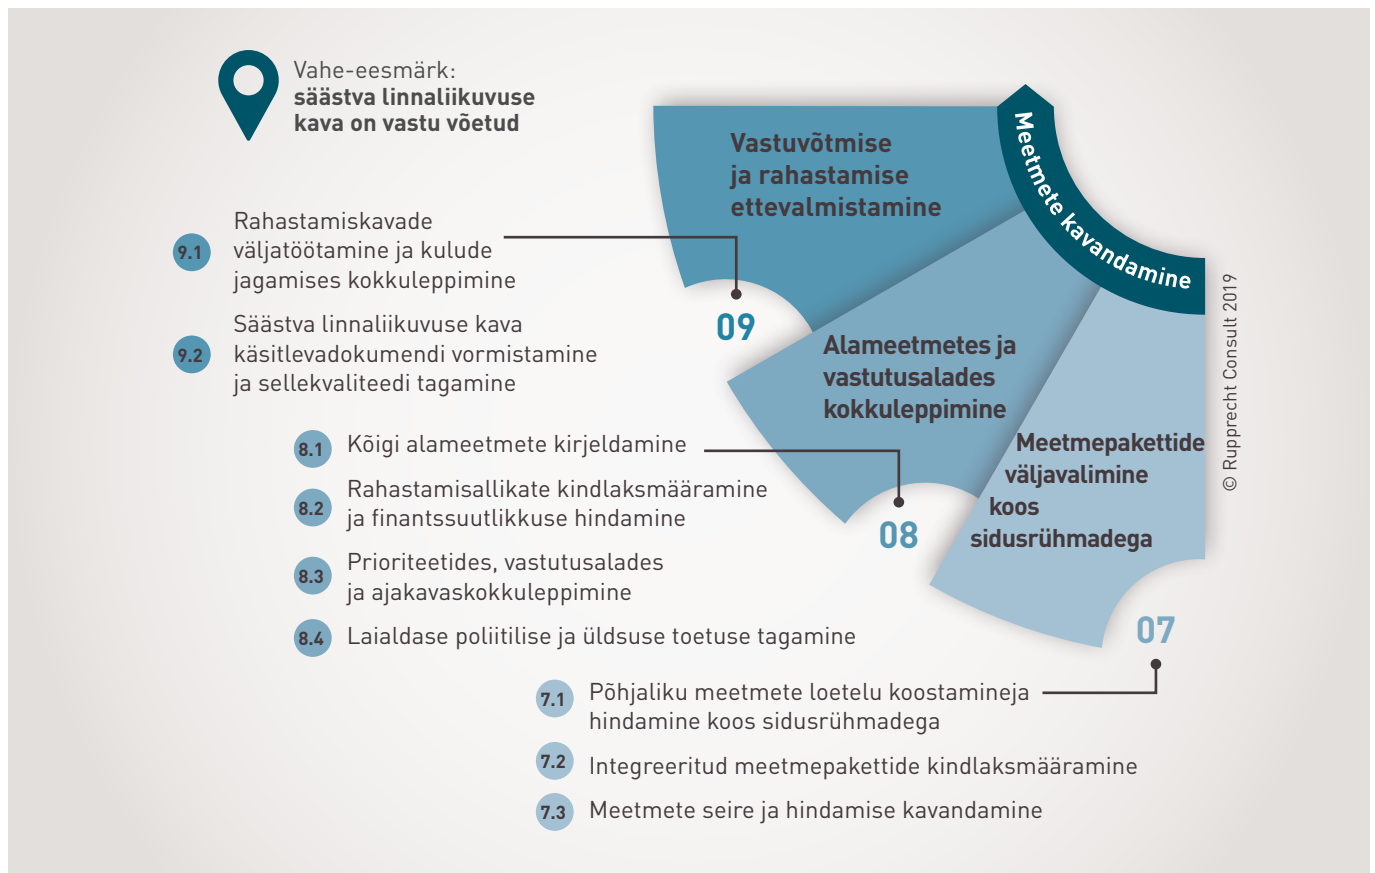 Vahe-eesmärk:
säästva linnaliikuvuse
kava on vastu võetud
Meetmete kavandamine
Vastuvõtmise
ja rahastamise
ettevalmistamine
09
9.1
Rahastamiskavade
väljatöötamine ja kulude
jagamises kokkuleppimine
9.2
Säästva linnaliikuvuse kava
käsitlevadokumendi vormistamine
ja sellekvaliteedi tagamine
Alameetmetes ja
vastutusalades
kokkuleppimine
08
8.1
Kõigi alameetmete kirjeldamine
8.2
Rahastamisallikate kindlaksmääramine
ja finantssuutlikkuse hindamine
8.3
Prioriteetides, vastutusalades
ja ajakavaskokkuleppimine
8.4
Laialdase poliitilise ja üldsuse toetuse tagamine
Meetmepakettide
väljavalimine
koos
sidusrühmadega
07
7.1
Põhjaliku meetmete loetelu koostamineja
hindamine koos sidusrühmadega
7.2
Integreeritud meetmepakettide kindlaksmääramine
7.3
Meetmete seire ja hindamise kavandamine
© Rupprecht Consult 2019